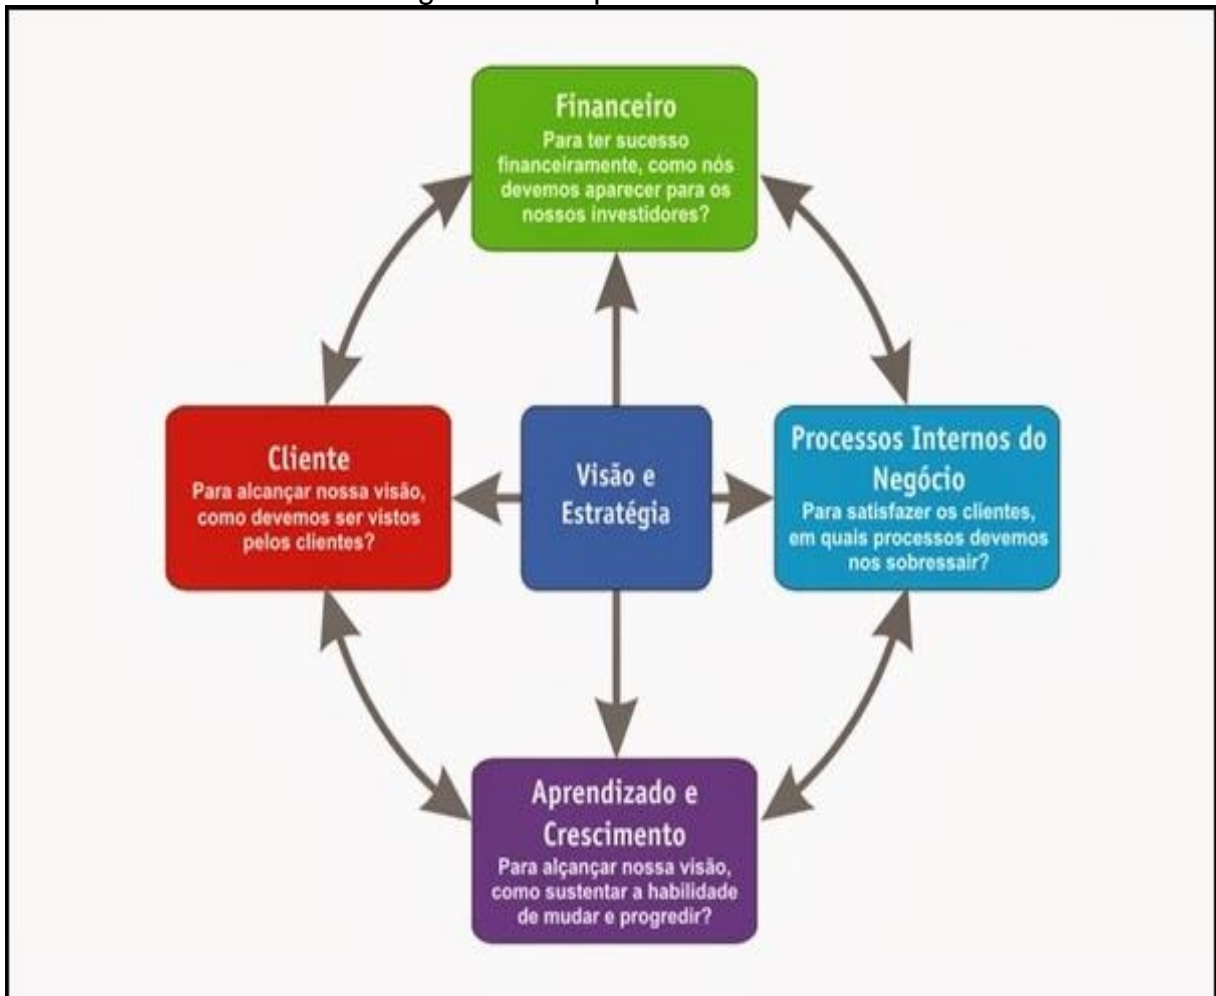 Financeiro
Para ter sucesso
financeiramente, como nós
devemos aparecer para os
nossos investidores?
Cliente
Para alcançar nossa visão,
como devemos ser vistos
pelos clientes?
Visão e
Estratégia
Processos Internos do
Negócio
Para satisfazer os clientes,
em quais processos devemos
nos sobressair?
Aprendizado e
Crescimento
Para alçançar nossa visão,
como sustentar a habilidade
de mudar e progredir?